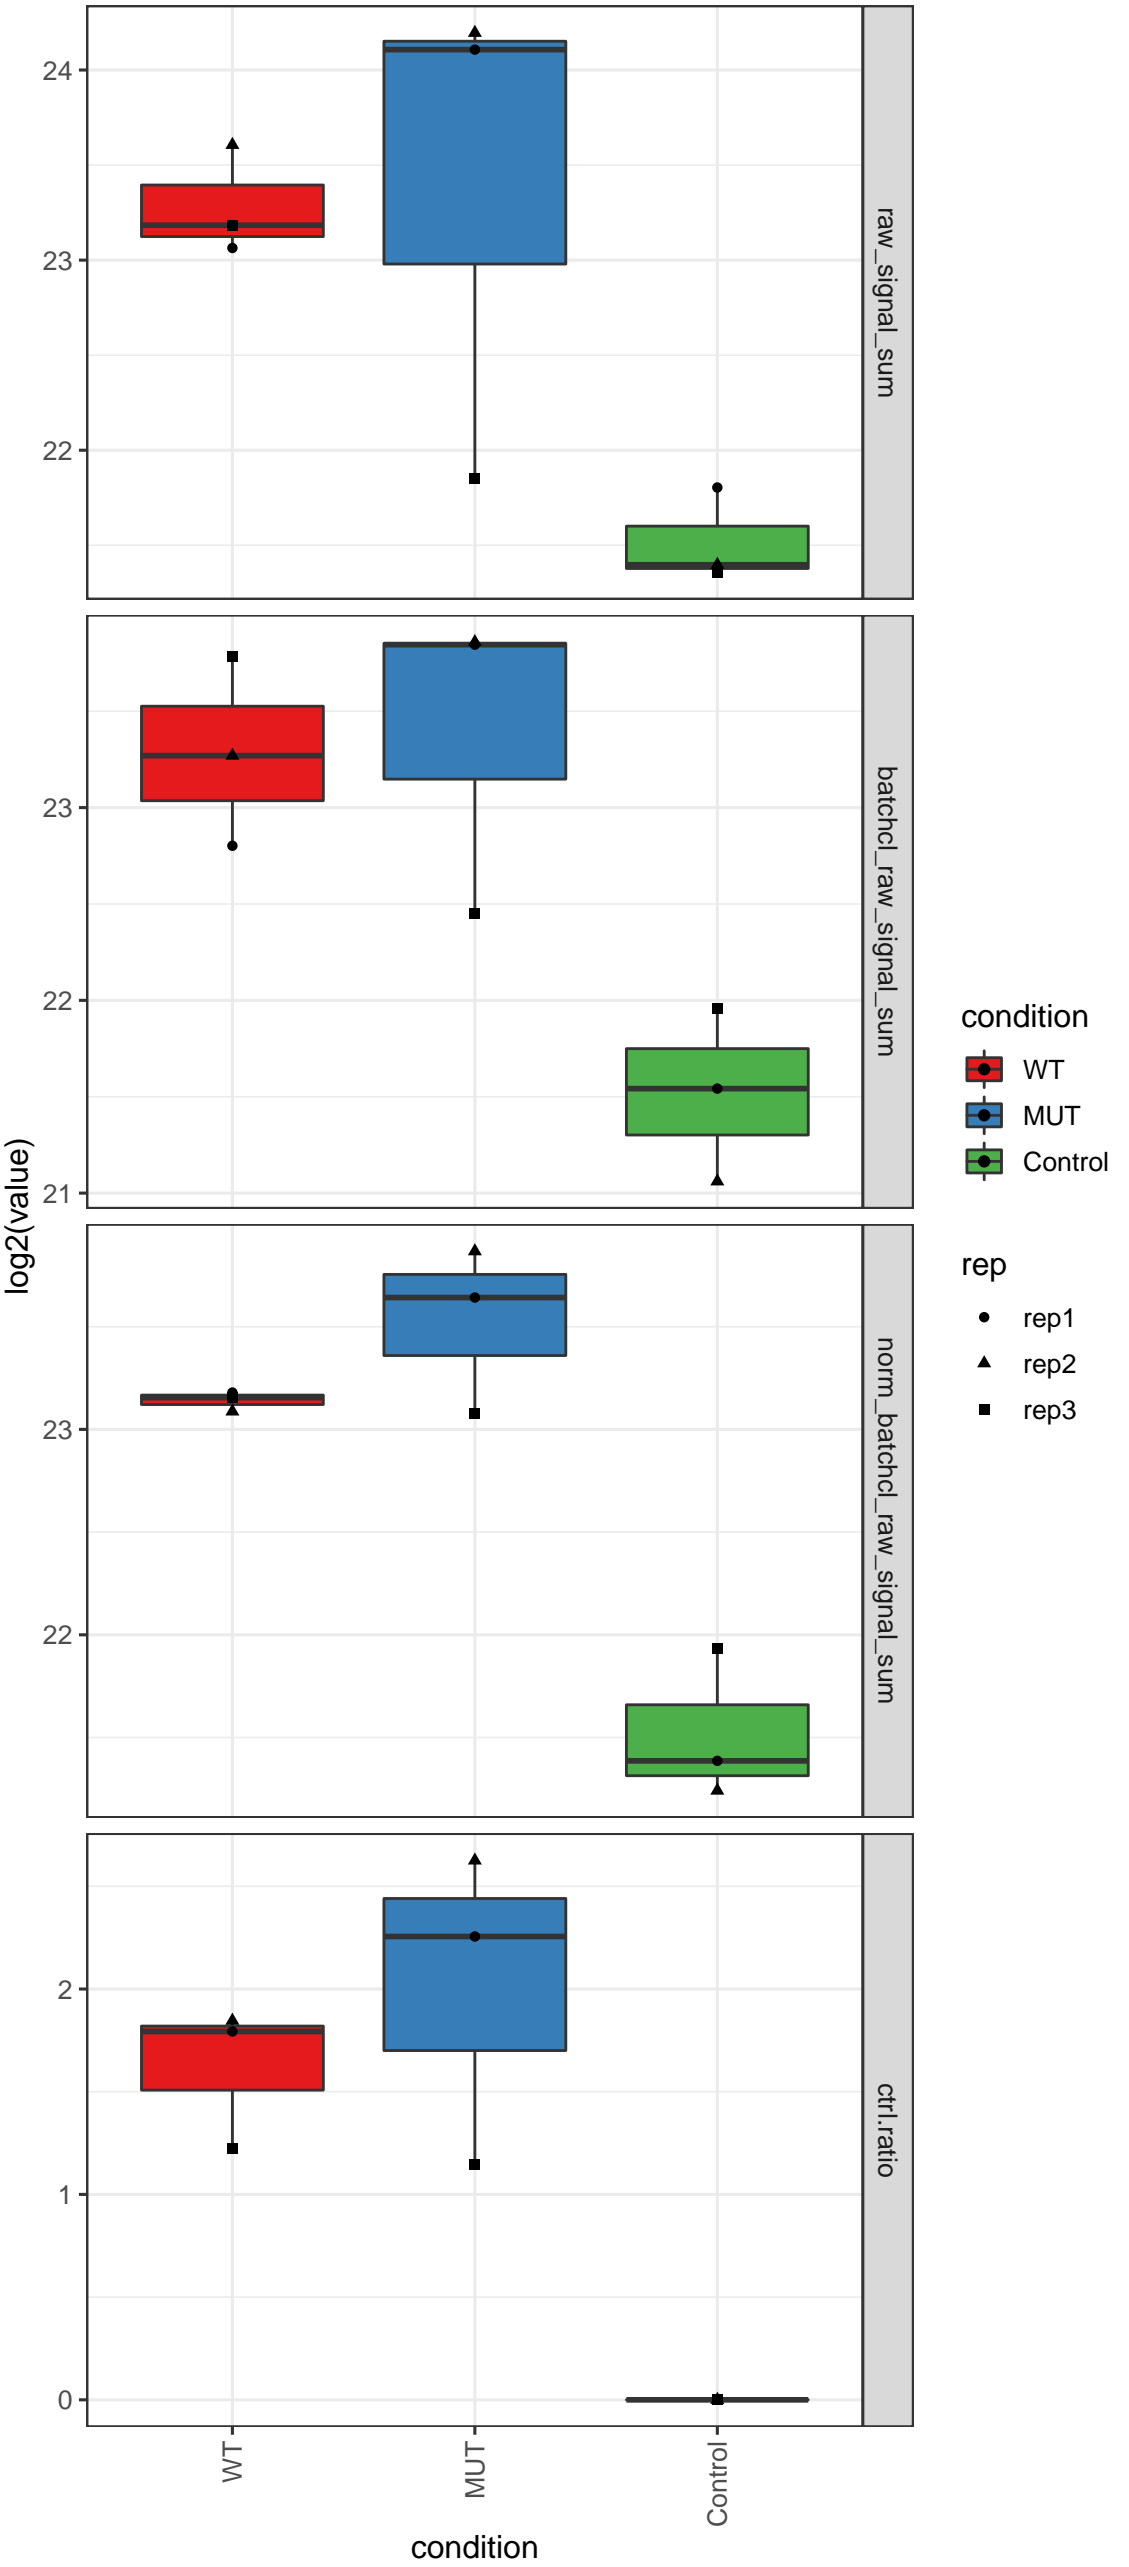 24
23
22
raw_signal_sum
23
22
21
batchcl_raw_signal_sum
23
22
norm_batchcl_raw_signal_sum
2
1
0
ctrl.ratio
log2(value)
WT
MUT
Control
condition
condition
WT
MUT
Control
rep
rep1
rep2
rep3